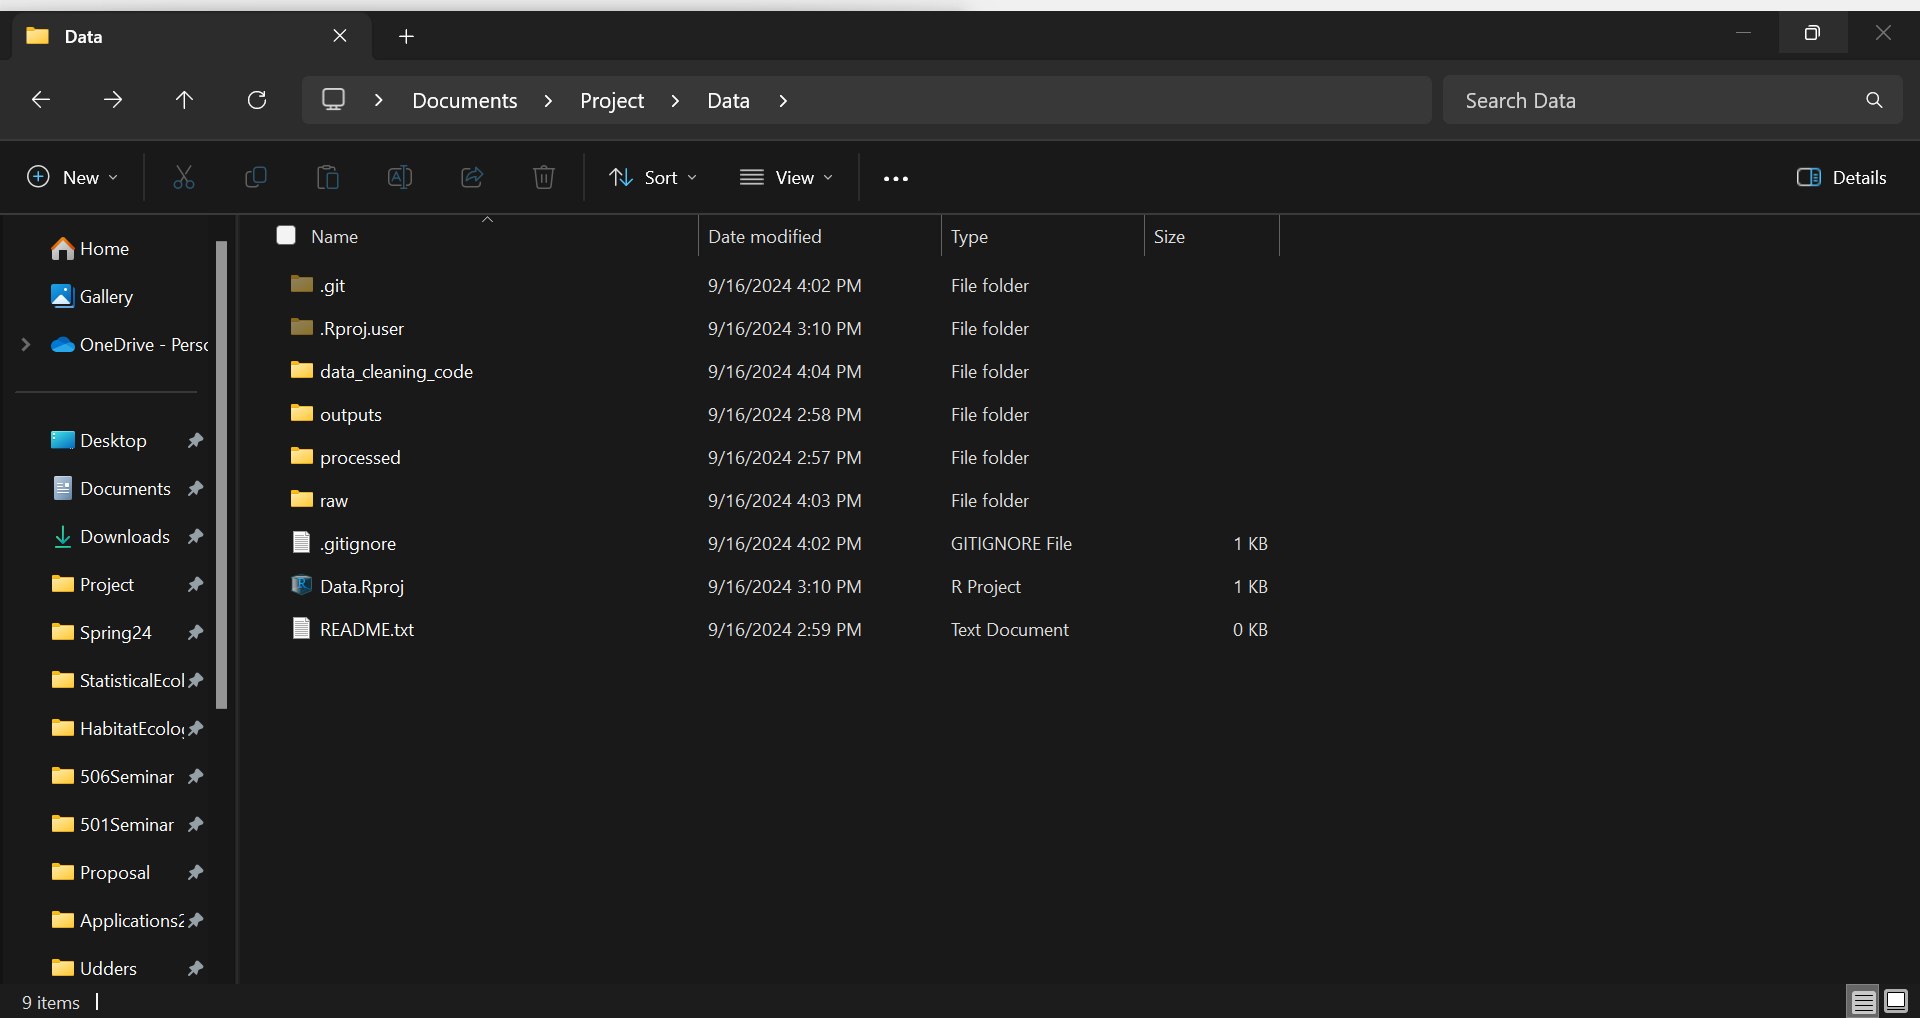 Data
Documents > Project > Data >
Search Data
New
Sort
View
Details
Name Date modified Type Size
.git 9/16/2024 4:02 PM File folder
.Rproj.user 9/16/2024 3:10 PM File folder
data_cleaning_code 9/16/2024 4:04 PM File folder
outputs 9/16/2024 2:58 PM File folder
processed 9/16/2024 2:57 PM File folder
raw 9/16/2024 4:03 PM File folder
.gitignore 9/16/2024 4:02 PM GITIGNORE File 1 KB
Data.Rproj 9/16/2024 3:10 PM R Project 1 KB
README.txt 9/16/2024 2:59 PM Text Document 0 KB
Home
Gallery
OneDrive - Perso
Desktop
Documents
Downloads
Project
Spring24
StatisticalEcol
HabitatEcolog
506Seminar
501Seminar
Proposal
Applications2
Udders
9 items